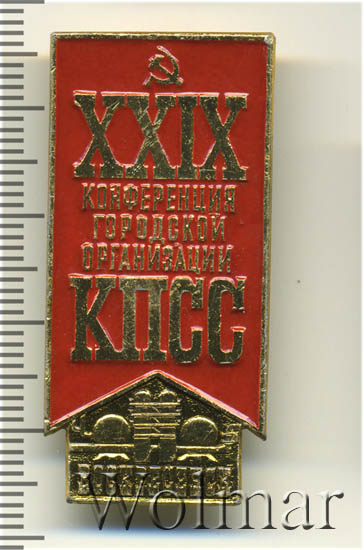 XXIX
КОНФЕРЕНЦИЯ
ГОРОДСКОЙ
ОРГАНИЗАЦИИ
КПСС
Wolmar